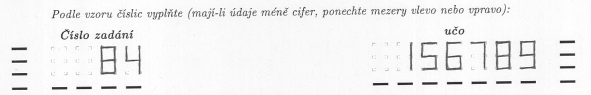 Podle vzoru číslic vyplňte (mají-li údaje méně cifer, ponechte mezery vlevo nebo vpravo):
Číslo zadání učo
84 156789